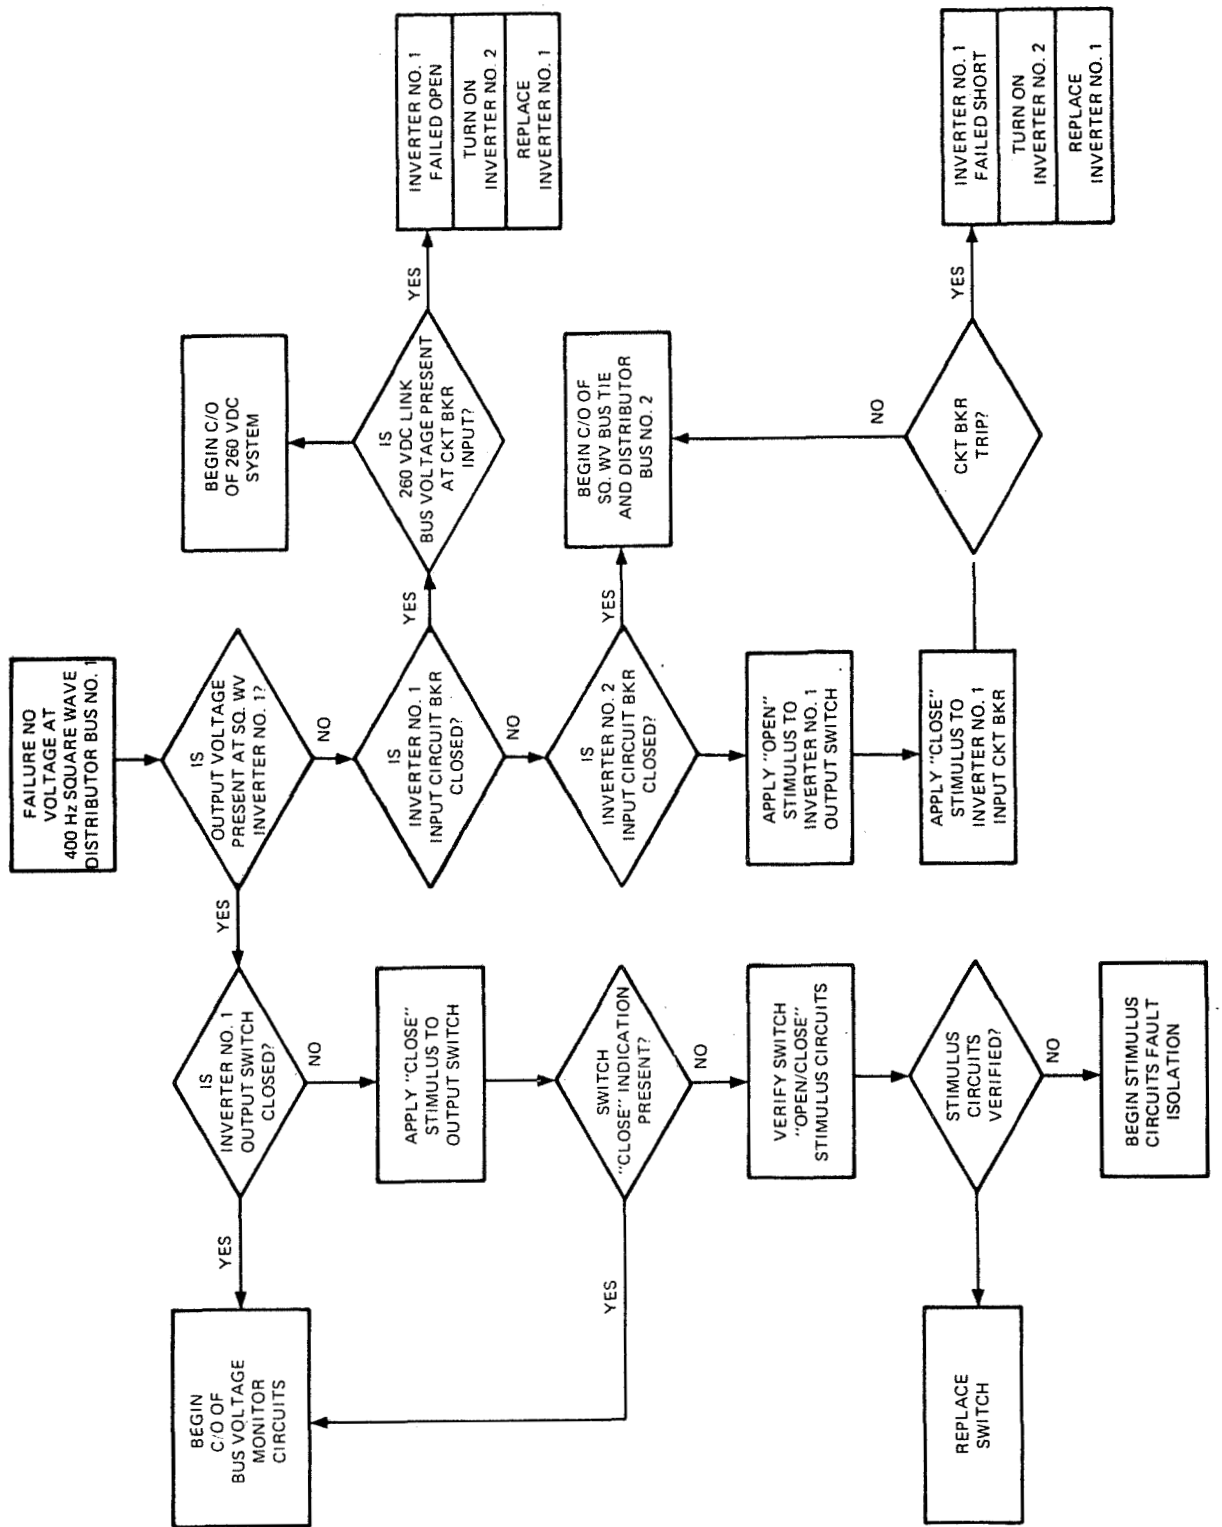 FAILURE NO
VOLTAGE AT
400 Hz SQUARE WAVE
DISTRIBUTOR BUS NO. 1
IS
OUTPUT VOLTAGE
PRESENT AT SQ. WV
INVERTER NO. 1?
YES
NO
IS
INVERTER NO. 1
OUTPUT SWITCH
CLOSED?
YES
NO
BEGIN
C/O OF
BUS VOLTAGE
MONITOR
CIRCUITS
APPLY "CLOSE"
STIMULUS TO
OUTPUT SWITCH
SWITCH
"CLOSE" INDICATION
PRESENT?
YES
NO
VERIFY SWITCH
"OPEN/CLOSE"
STIMULUS CIRCUITS
STIMULUS
CIRCUITS
VERIFIED?
NO
REPLACE
SWITCH
BEGIN STIMULUS
CIRCUITS FAULT
ISOLATION
IS
INVERTER NO. 1
INPUT CIRCUIT BKR
CLOSED?
YES
NO
IS
260 VDC LINK
BUS VOLTAGE PRESENT
AT CKT BKR
INPUT?
YES
BEGIN C/O
OF 260 VDC
SYSTEM
INVERTER NO. 1
FAILED OPEN
TURN ON
INVERTER NO. 2
REPLACE
INVERTER NO. 1
IS
INVERTER NO. 2
INPUT CIRCUIT BKR
CLOSED?
YES
BEGIN C/O OF
SQ. WV BUS TIE
AND DISTRIBUTOR
BUS NO. 2
APPLY "OPEN"
STIMULUS TO
INVERTER NO. 1
OUTPUT SWITCH
APPLY "CLOSE"
STIMULUS TO
INVERTER NO. 1
INPUT CKT BKR
CKT BKR
TRIP?
NO
YES
INVERTER NO. 1
FAILED SHORT
TURN ON
INVERTER NO. 2
REPLACE
INVERTER NO. 1